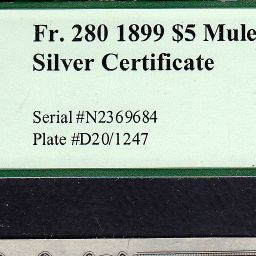 Fr. 280 1899 $5 Mule
Silver Certificate
Serial #N2369684
Plate #D20/1247